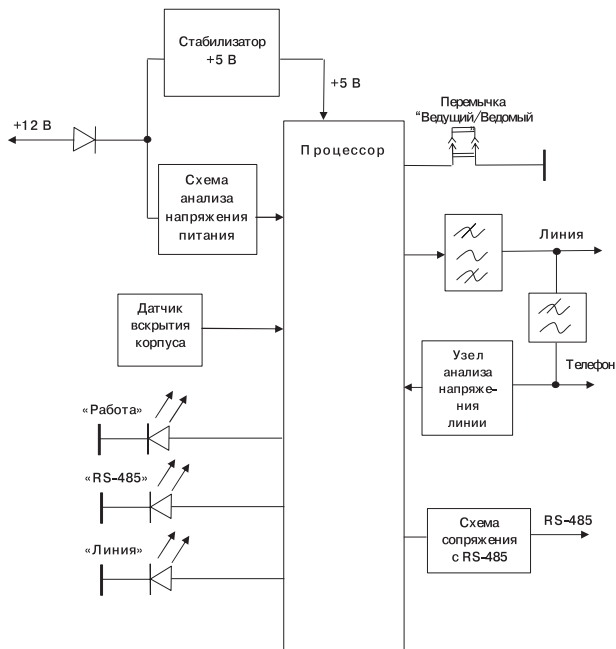 Стабилизатор
+5 В
+5 В
+12 В
Перемычка
“Ведущий/Ведомый
Процессор
Схема
анализа
напряжения
питания
Линия
Датчик
вскрытия
корпуса
Узел
анализа
напряже-
ния
линии
Телефон
«Работа»
«RS-485»
«Линия»
Схема
сопряжения
с RS-485
RS-485